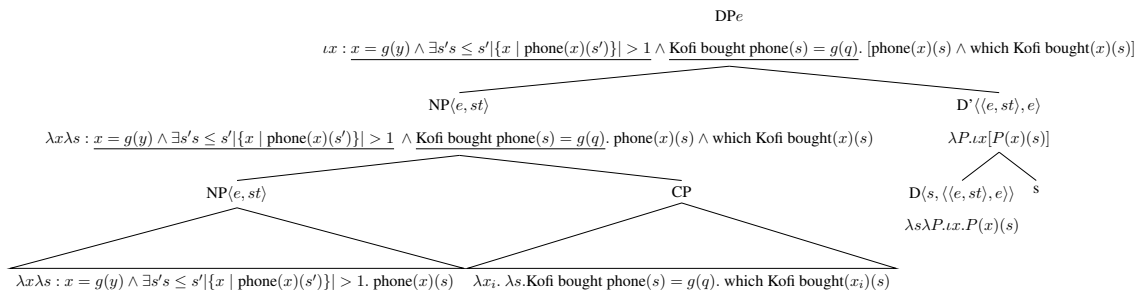 DPe
ιx : x = g(y) ∧ ∃s′s ≤ s′|{x | phone(x)(s′)}| > 1 ∧ Kofi bought phone(s) = g(q). [phone(x)(s) ∧ which Kofi bought(x)(s)]
NP⟨e, st⟩ D'⟨⟨e, st⟩, e⟩
λxλs : x = g(y) ∧ ∃s′s ≤ s′|{x | phone(x)(s′)}| > 1 ∧ Kofi bought phone(s) = g(q). phone(x)(s) ∧ which Kofi bought(x)(s) λP.ιx[P(x)(s)]
NP⟨e, st⟩ CP D⟨s, ⟨⟨e, st⟩, e⟩⟩ s
λsλP.ιx.P(x)(s)
λxλs : x = g(y) ∧ ∃s′s ≤ s′|{x | phone(x)(s′)}| > 1. phone(x)(s) λxᵢ. λs.Kofi bought phone(s) = g(q). which Kofi bought(xᵢ)(s)